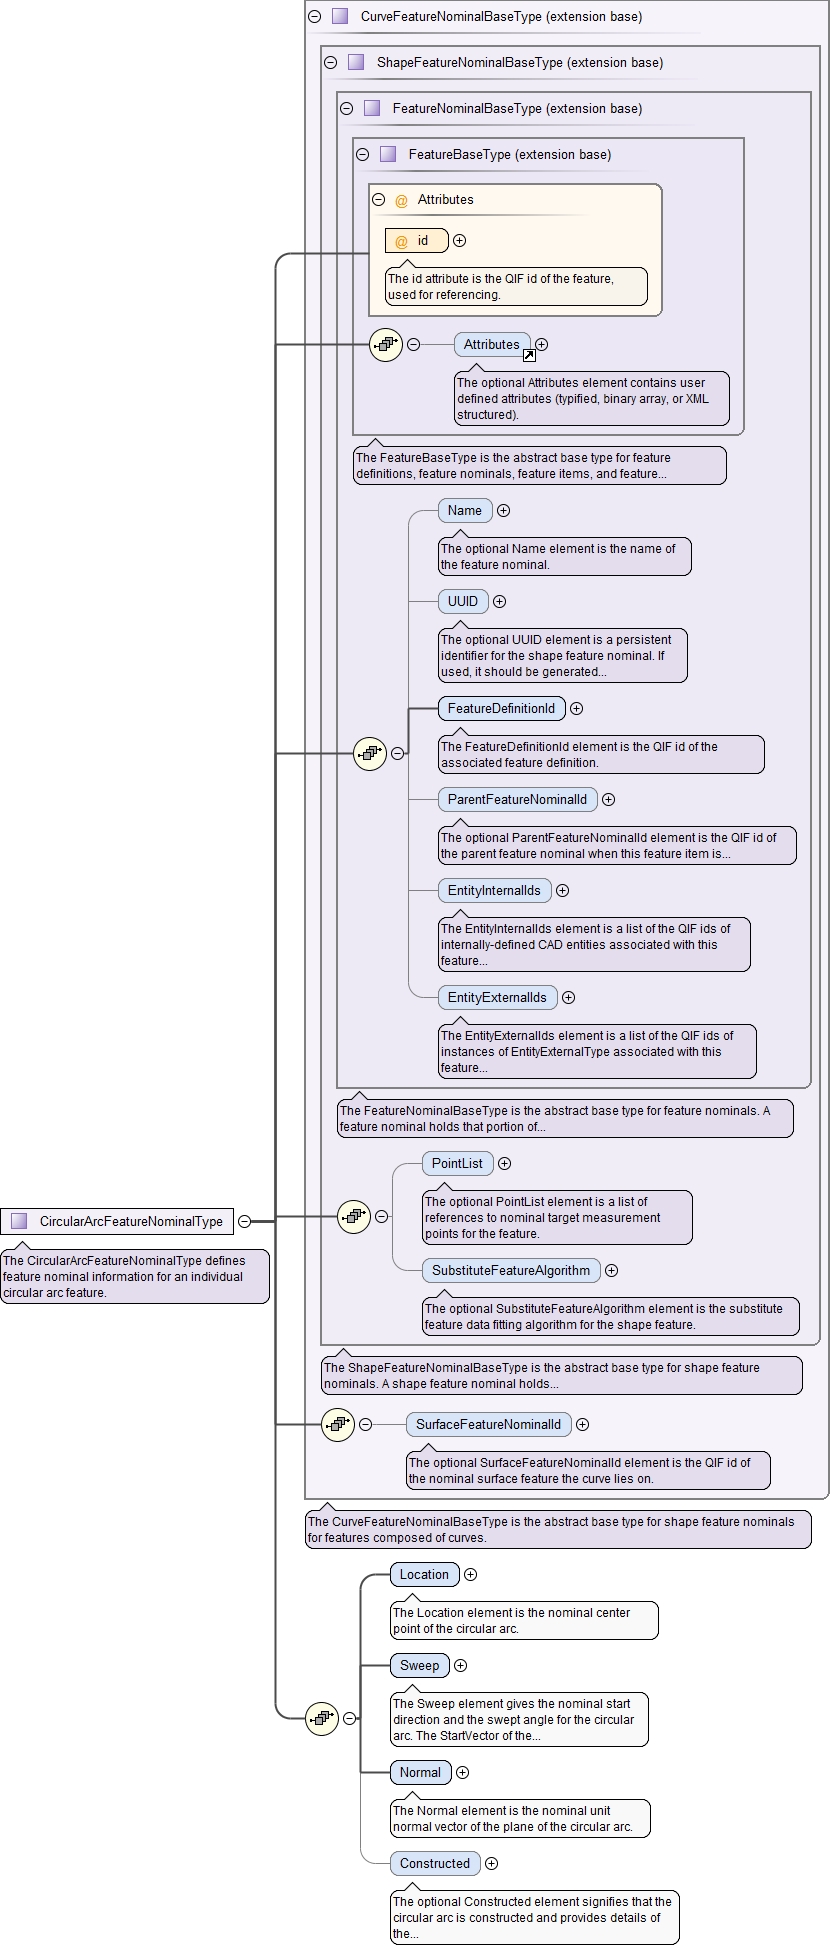 CurveFeatureNominalBaseType (extension base)
ShapeFeatureNominalBaseType (extension base)
FeatureNominalBaseType (extension base)
FeatureBaseType (extension base)
@ Attributes
@ id
The id attribute is the QIF id of the feature,
used for referencing.
Attributes
The optional Attributes element contains user
defined attributes (typified, binary array, or XML
structured).
The FeatureBaseType is the abstract base type for feature
definitions, feature nominals, feature items, and feature...
Name
The optional Name element is the name of
the feature nominal.
UUID
The optional UUID element is a persistent
identifier for the shape feature nominal. If
used, it should be generated...
FeatureDefinitionId
The FeatureDefinitionId element is the QIF id of the
associated feature definition.
ParentFeatureNominalId
The optional ParentFeatureNominalId element is the QIF id of
the parent feature nominal when this feature item is...
EntityInternalIds
The EntityInternalIds element is a list of the QIF ids of
internally-defined CAD entities associated with this
feature...
EntityExternalIds
The EntityExternalIds element is a list of the QIF ids of
instances of EntityExternalType associated with this
feature...
The FeatureNominalBaseType is the abstract base type for feature nominals. A
feature nominal holds that portion of...
PointList
The optional PointList element is a list of
references to nominal target measurement
points for the feature.
CircularArcFeatureNominalType
The CircularArcFeatureNominalType defines
feature nominal information for an individual
circular arc feature.
SubstituteFeatureAlgorithm
The optional SubstituteFeatureAlgorithm element is the substitute
feature data fitting algorithm for the shape feature.
The ShapeFeatureNominalBaseType is the abstract base type for shape feature
nominals. A shape feature nominal holds...
SurfaceFeatureNominalId
The optional SurfaceFeatureNominalId element is the QIF id of
the nominal surface feature the curve lies on.
The CurveFeatureNominalBaseType is the abstract base type for shape feature nominals
for features composed of curves.
Location
The Location element is the nominal center
point of the circular arc.
Sweep
The Sweep element gives the nominal start
direction and the swept angle for the circular
arc. The StartVector of the...
Normal
The Normal element is the nominal unit
normal vector of the plane of the circular arc.
Constructed
The optional Constructed element signifies that the
circular arc is constructed and provides details of
the...